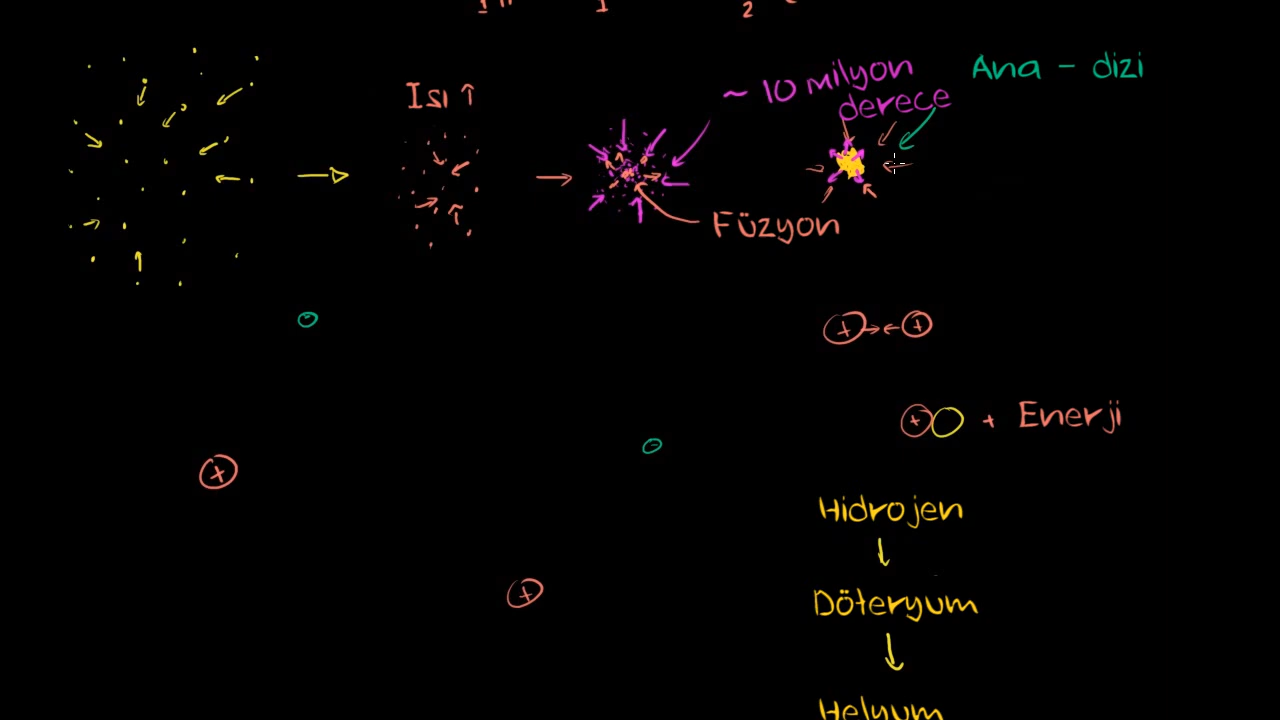 Ana - dizi
~ 10 milyon
derece
Isı ↑
Füzyon
+ → ← +
+ + Enerji
Hidrojen
↓
Döteryum
↓
Helyum